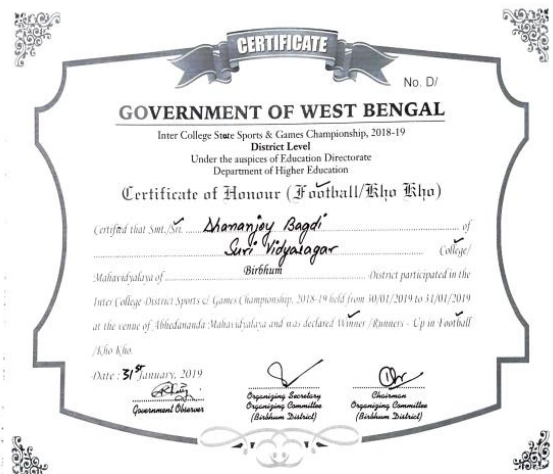 CERTIFICATE
No. D/
GOVERNMENT OF WEST BENGAL
Inter College State Sports & Games Championship, 2018-19
District Level
Under the auspices of Education Directorate
Department of Higher Education
Certificate of Honour (Football/Kho Kho)
Certified that Smt./Sri. Dhananjoy Bagdi of
Suri Vidyasagar College/
Mahavidyalaya of Birbhum District participated in the
Inter College District Sports & Games Championship, 2018-19 held from 30/01/2019 to 31/01/2019
at the venue of Abhedananda Mahavidyalaya and was declared Winner /Runners - Up in Football
/Kho Kho.
Date : 31st January, 2019
Government Observer
Organizing Secretary
Organizing Committee
(Birbhum District)
Chairman
Organizing Committee
(Birbhum District)